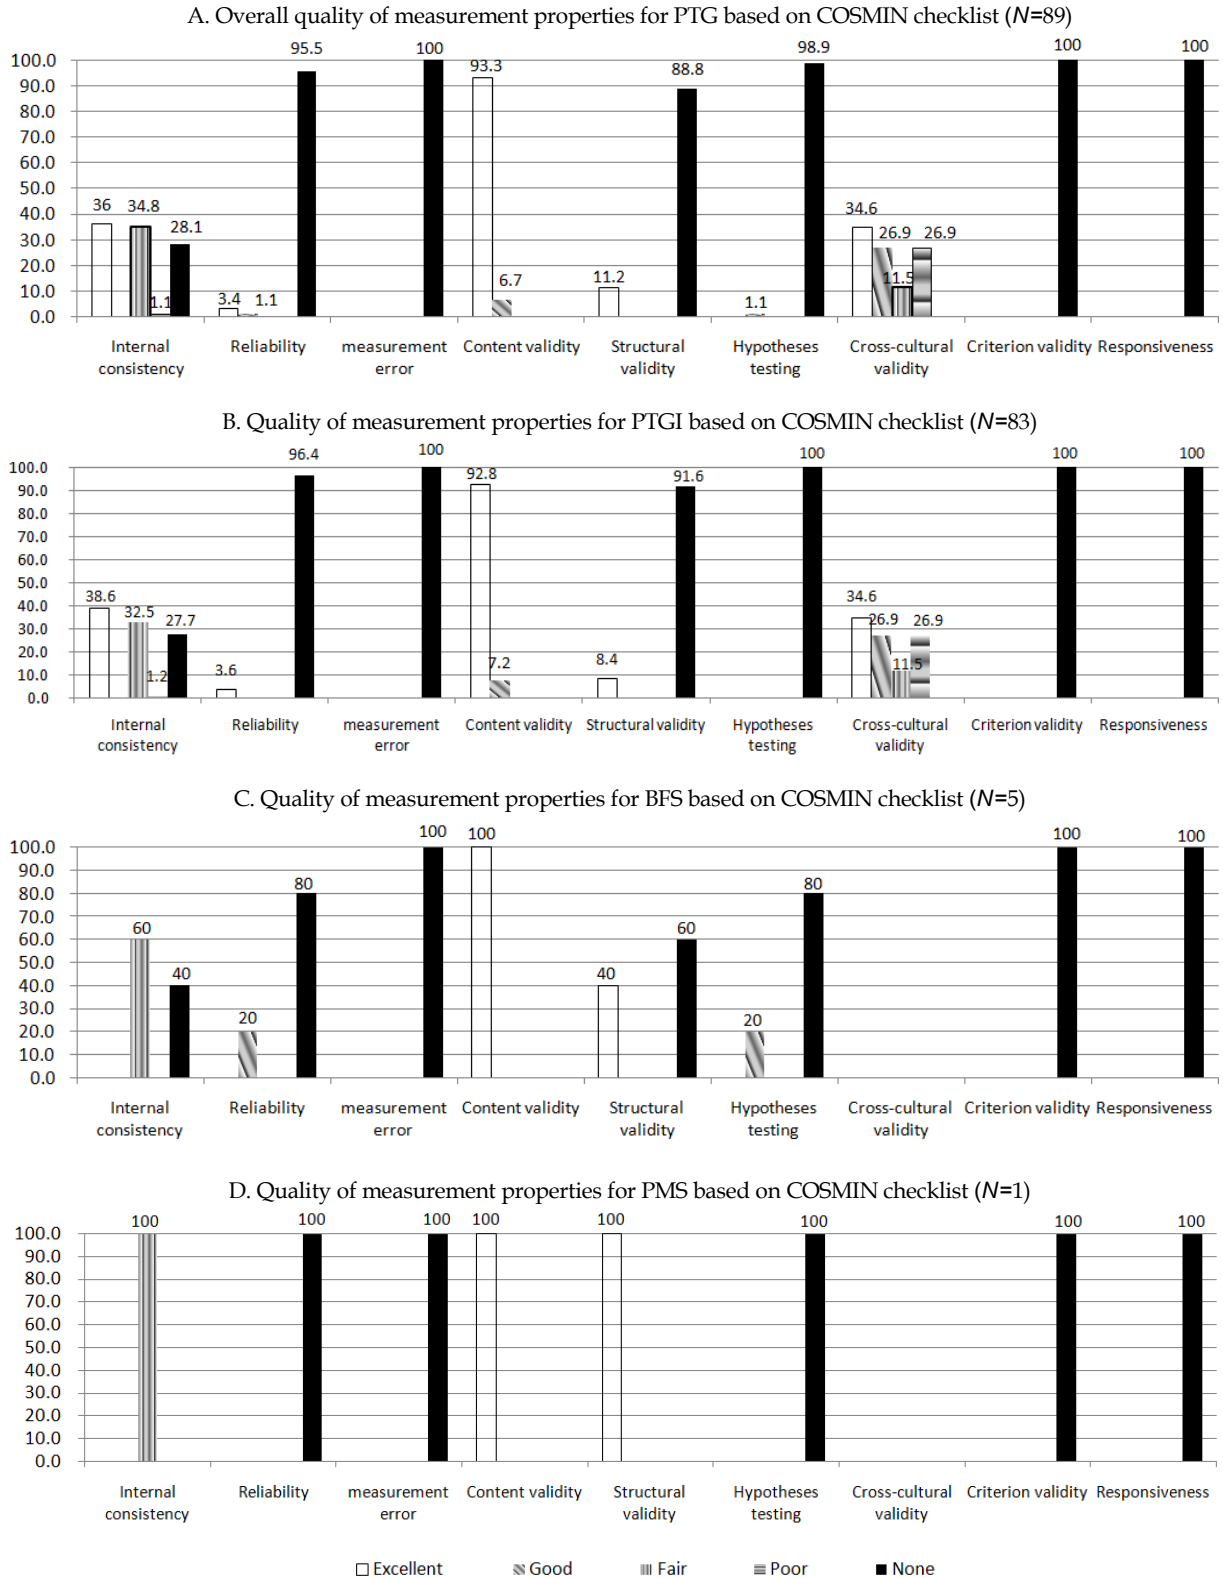 A. Overall quality of measurement properties for PTG based on COSMIN checklist (N=89)
95.5 100 93.3 88.8 98.9 100 100
100.0
90.0
80.0
70.0
60.0
50.0
40.0
30.0
20.0
10.0
0.0
36 34.8 1.1 28.1
3.4 1.1
6.7
11.2
1.1
34.6 26.9 11.5 26.9
Internal consistency
Reliability
measurement error
Content validity
Structural validity
Hypotheses testing
Cross-cultural validity
Criterion validity
Responsiveness
B. Quality of measurement properties for PTGI based on COSMIN checklist (N=83)
96.4 100 92.8 91.6 100 100 100
100.0
90.0
80.0
70.0
60.0
50.0
40.0
30.0
20.0
10.0
0.0
38.6 32.5 1.2 27.7
3.6
7.2
8.4
34.6 26.9 11.5 26.9
Internal consistency
Reliability
measurement error
Content validity
Structural validity
Hypotheses testing
Cross-cultural validity
Criterion validity
Responsiveness
C. Quality of measurement properties for BFS based on COSMIN checklist (N=5)
100 100 100 100
100.0
90.0
80.0
70.0
60.0
50.0
40.0
30.0
20.0
10.0
0.0
60 40
20 80
40 60
20 80
Internal consistency
Reliability
measurement error
Content validity
Structural validity
Hypotheses testing
Cross-cultural validity
Criterion validity
Responsiveness
D. Quality of measurement properties for PMS based on COSMIN checklist (N=1)
100 100 100 100 100 100 100 100
100.0
90.0
80.0
70.0
60.0
50.0
40.0
30.0
20.0
10.0
0.0
Internal consistency
Reliability
measurement error
Content validity
Structural validity
Hypotheses testing
Cross-cultural validity
Criterion validity
Responsiveness
Excellent Good Fair Poor None